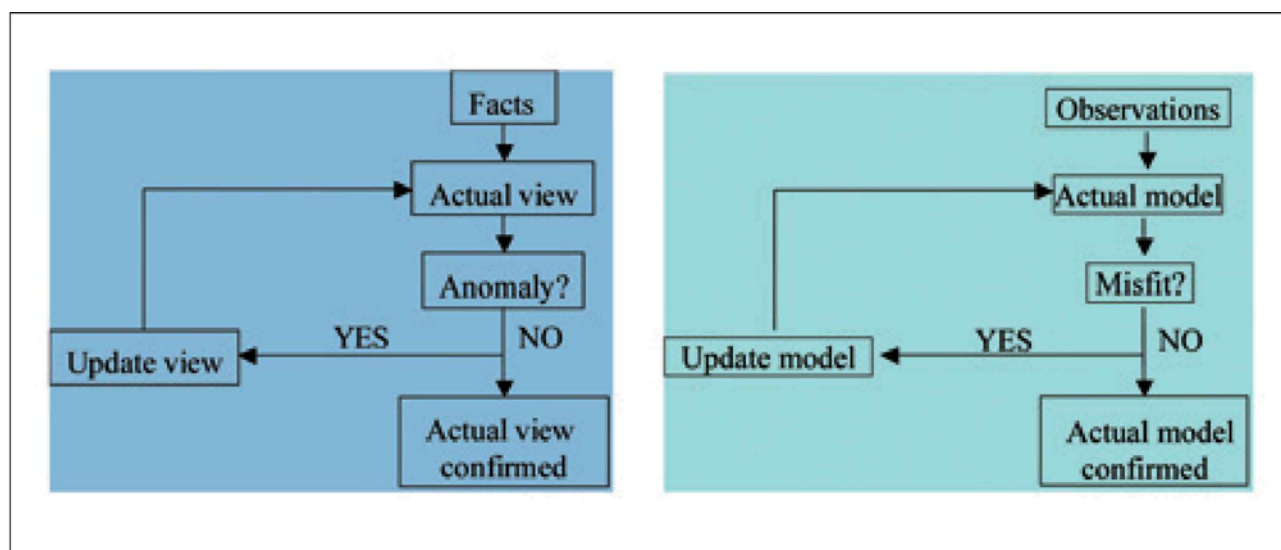 Facts
Actual view
Anomaly?
YES
NO
Update view
Actual view
confirmed
Observations
Actual model
Misfit?
YES
NO
Update model
Actual model
confirmed